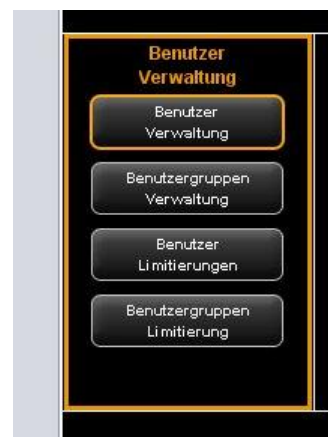 Benutzer
Verwaltung
Benutzer
Verwaltung
Benutzergruppen
Verwaltung
Benutzer
Limitierungen
Benutzergruppen
Limitierung